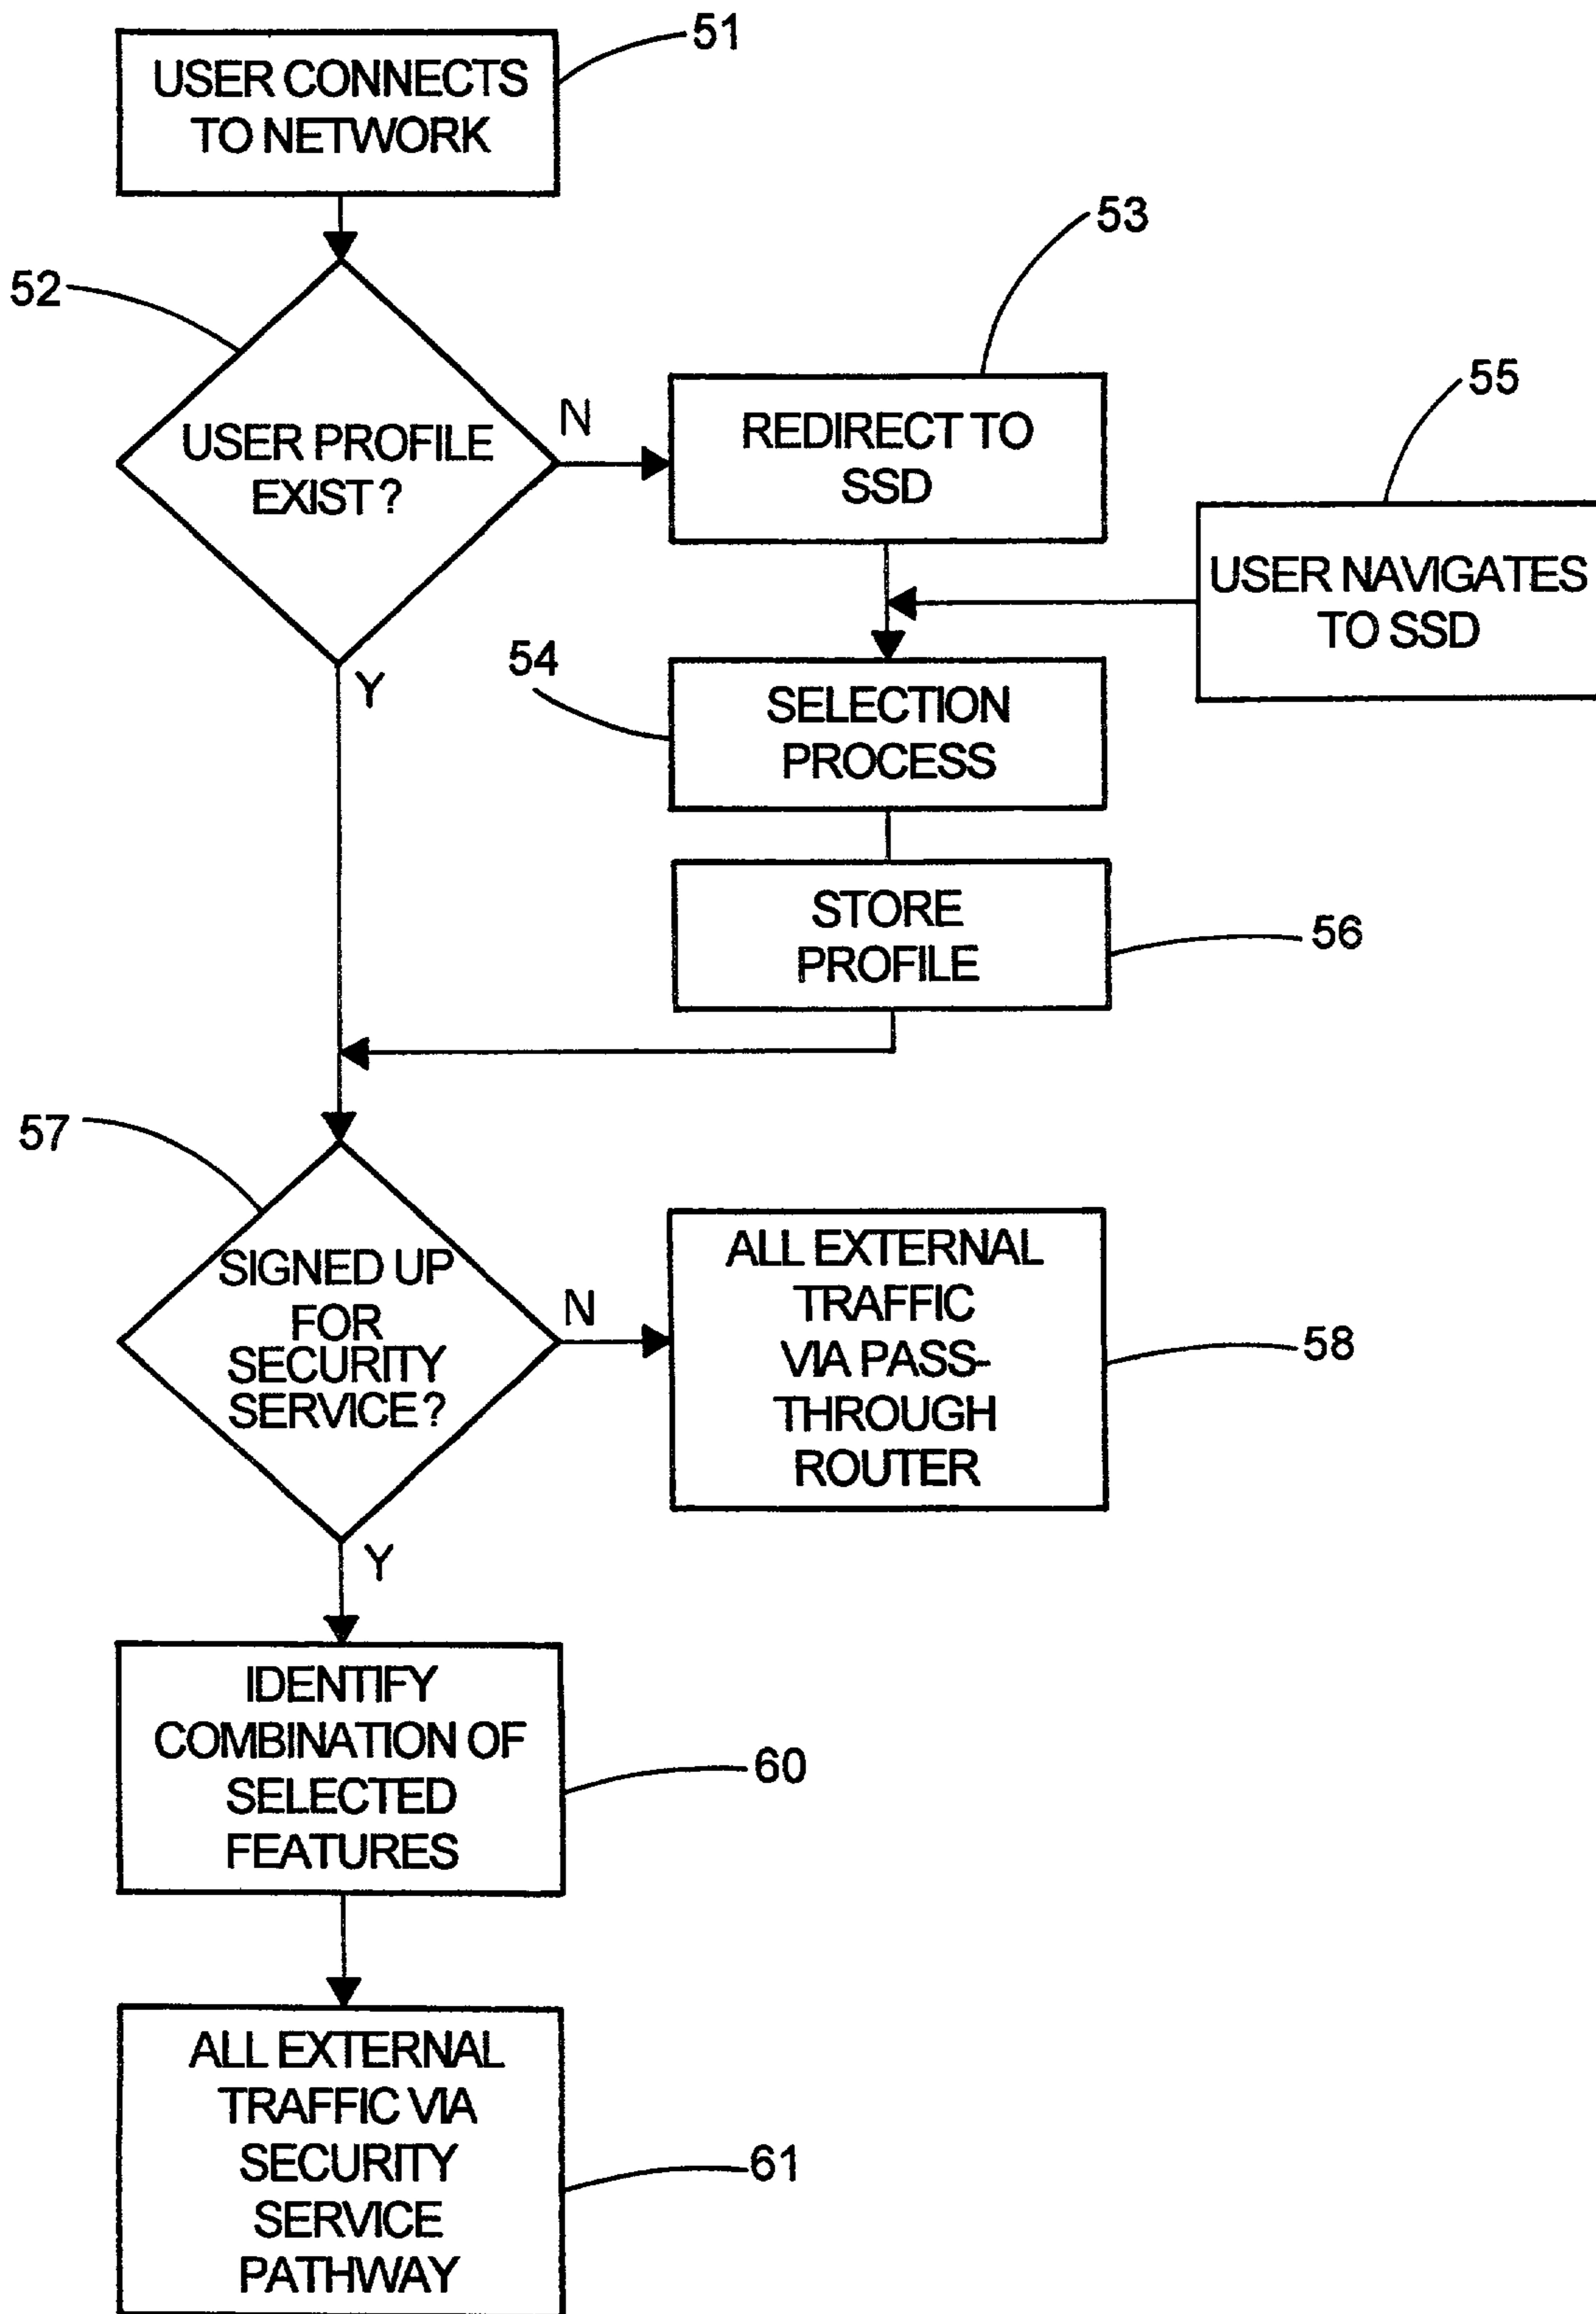 51
USER CONNECTS
TO NETWORK
52
USER PROFILE
EXIST?
N
Y
53
REDIRECT TO
SSD
55
USER NAVIGATES
TO SSD
54
SELECTION
PROCESS
STORE
PROFILE
56
57
SIGNED UP
FOR
SECURITY
SERVICE?
N
Y
ALL EXTERNAL
TRAFFIC
VIA PASS-
THROUGH
ROUTER
58
IDENTIFY
COMBINATION OF
SELECTED
FEATURES
60
ALL EXTERNAL
TRAFFIC VIA
SECURITY
SERVICE
PATHWAY
61